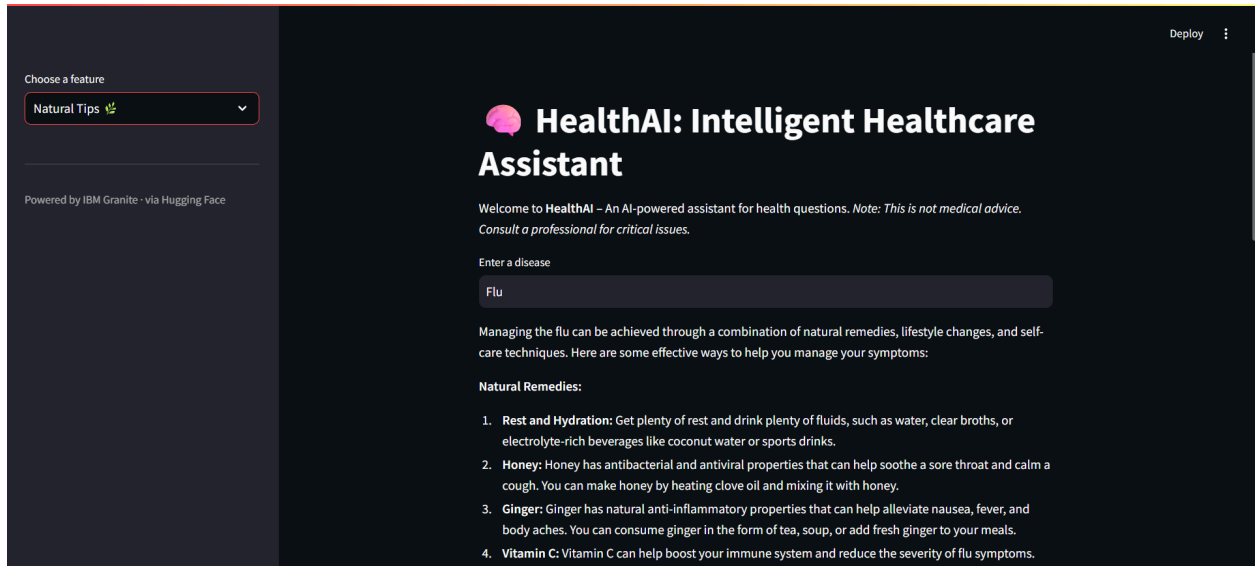 Deploy
Choose a feature
Natural Tips 🌿
Powered by IBM Granite · via Hugging Face
🧠 HealthAI: Intelligent Healthcare
Assistant
Welcome to HealthAI – An AI-powered assistant for health questions. Note: This is not medical advice.
Consult a professional for critical issues.
Enter a disease
Flu
Managing the flu can be achieved through a combination of natural remedies, lifestyle changes, and self-
care techniques. Here are some effective ways to help you manage your symptoms:
Natural Remedies:
1. Rest and Hydration: Get plenty of rest and drink plenty of fluids, such as water, clear broths, or
electrolyte-rich beverages like coconut water or sports drinks.
2. Honey: Honey has antibacterial and antiviral properties that can help soothe a sore throat and calm a
cough. You can make honey by heating clove oil and mixing it with honey.
3. Ginger: Ginger has natural anti-inflammatory properties that can help alleviate nausea, fever, and
body aches. You can consume ginger in the form of tea, soup, or add fresh ginger to your meals.
4. Vitamin C: Vitamin C can help boost your immune system and reduce the severity of flu symptoms.